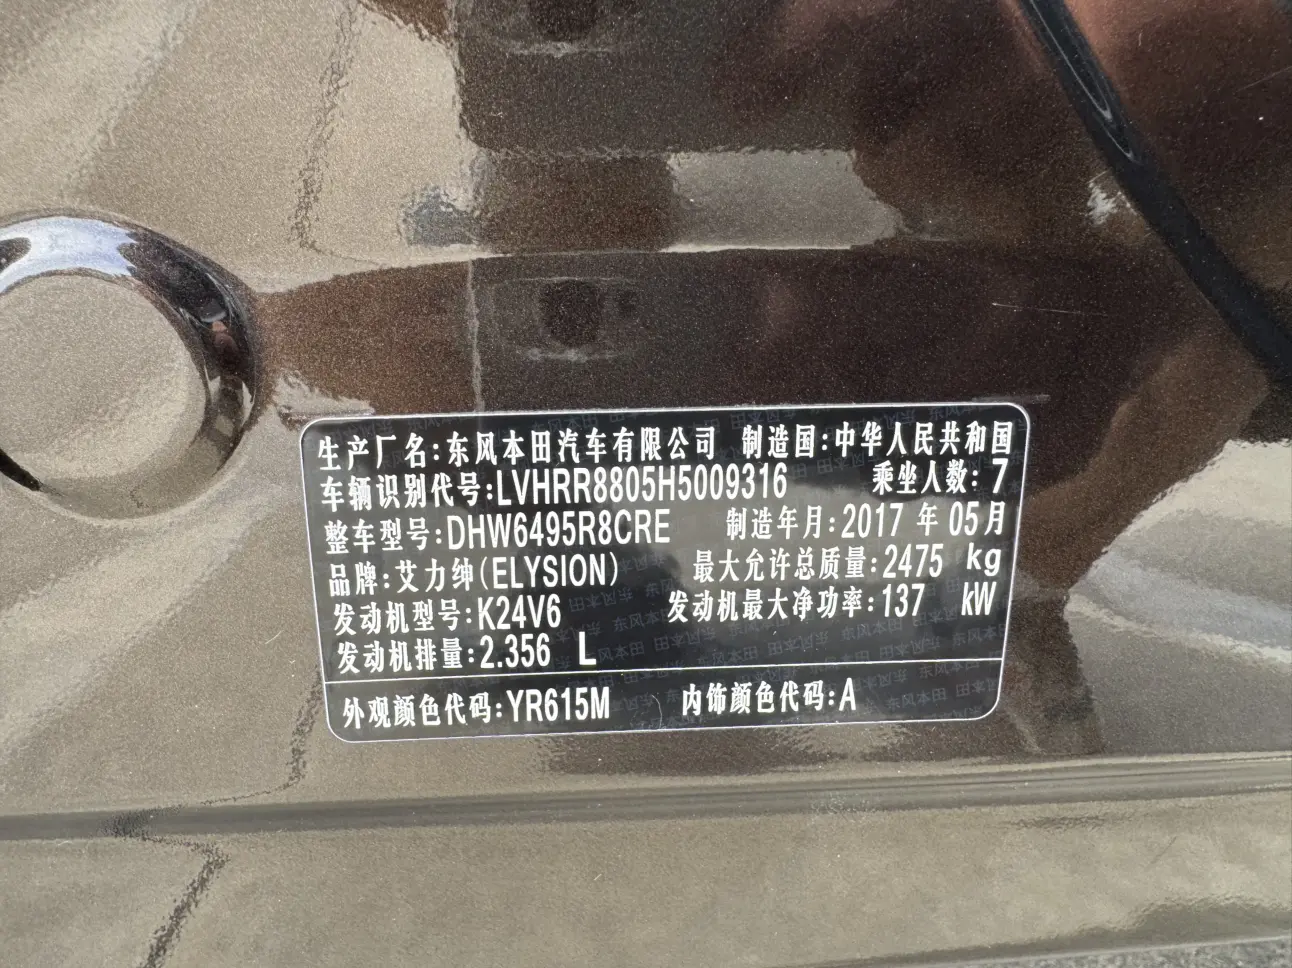 生产厂名:东风本田汽车有限公司 制造国:中华人民共和国
车辆识别代号:LVHRR8805H5009316 乘坐人数:7
整车型号:DHW6495R8CRE 制造年月:2017年05月
品牌:艾力绅(ELYSION) 最大允许总质量:2475 kg
发动机型号:K24V6 发动机最大净功率:137 kW
发动机排量:2.356 L
外观颜色代码:YR615M 内饰颜色代码:A